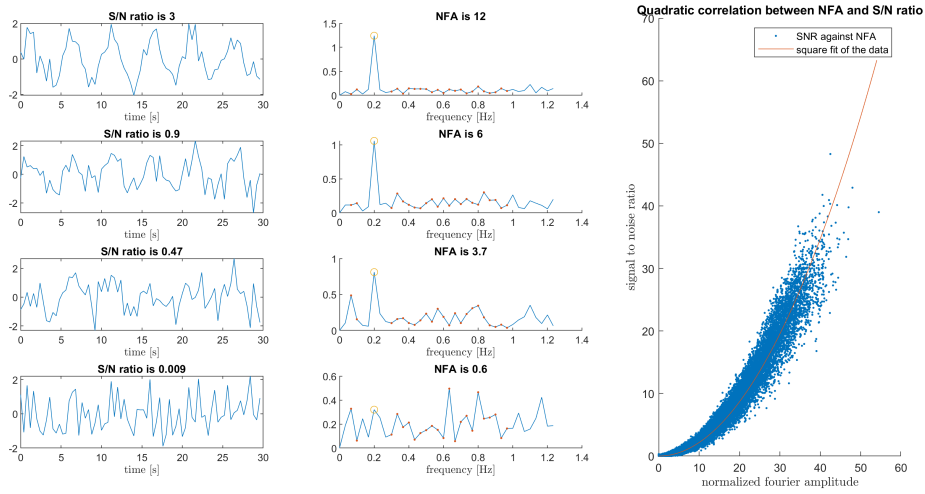 S/N ratio is 3
2
0
-2
0 5 10 15 20 25 30
time [s]
NFA is 12
1.5
1
0.5
0
0 0.2 0.4 0.6 0.8 1 1.2 1.4
frequency [Hz]
S/N ratio is 0.9
2
0
-2
0 5 10 15 20 25 30
time [s]
NFA is 6
1
0.5
0
0 0.2 0.4 0.6 0.8 1 1.2 1.4
frequency [Hz]
S/N ratio is 0.47
2
0
-2
0 5 10 15 20 25 30
time [s]
NFA is 3.7
1
0.5
0
0 0.2 0.4 0.6 0.8 1 1.2 1.4
frequency [Hz]
S/N ratio is 0.009
2
0
-2
0 5 10 15 20 25 30
time [s]
NFA is 0.6
0.6
0.4
0.2
0
0 0.2 0.4 0.6 0.8 1 1.2 1.4
frequency [Hz]
Quadratic correlation between NFA and S/N ratio
SNR against NFA
square fit of the data
70
60
50
40
30
20
10
0
signal to noise ratio
0 10 20 30 40 50 60
normalized fourier amplitude